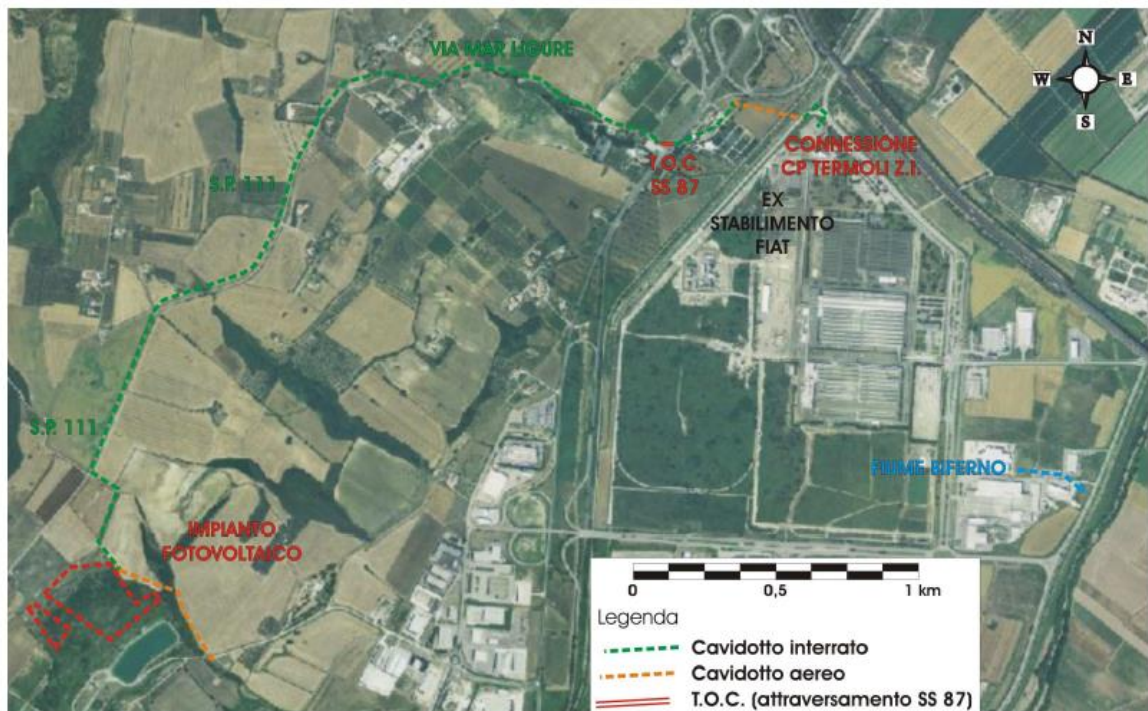 VIA MAR LIGURE
N
W E
S
CONNESSIONE
CP TERMOLI Z.I.
T.O.C.
SS 87
S.P. 111
EX
STABILIMENTO
FIAT
S.P. 111
FIUME BIFERNO
IMPIANTO
FOTOVOLTAICO
0 0,5 1 km
Legenda
Cavidotto interrato
Cavidotto aereo
T.O.C. (attraversamento SS 87)